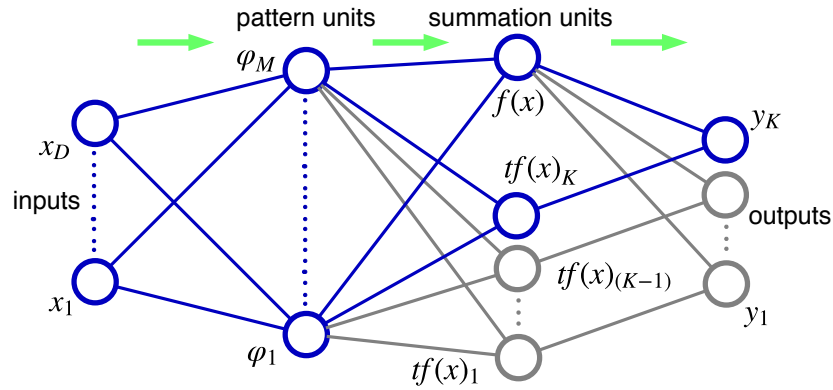 pattern units
summation units
φ_M
f(x)
y_K
x_D
tf(x)_K
inputs
outputs
tf(x)_(K−1)
x_1
y_1
φ_1
tf(x)_1